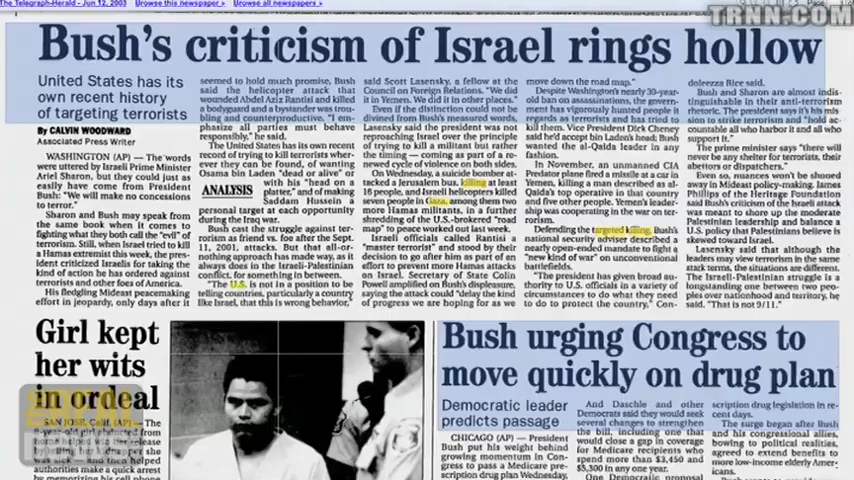 The Telegraph-Herald - Jun 12, 2003 Browse this newspaper » Browse all newspapers »
TRNN.COM
Bush's criticism of Israel rings hollow
United States has its
own recent history
of targeting terrorists
By CALVIN WOODWARD
Associated Press Writer
WASHINGTON (AP) — The words
were uttered by Israeli Prime Minister
Ariel Sharon, but they could just as
easily have come from President
Bush: "We will make no concessions
to terror."
Sharon and Bush may speak from
the same book when it comes to
fighting what they both call the "evil of
terrorism. Still, when Israel tried to kill
a Hamas extremist this week, the pres-
ident criticized Israelis for taking the
kind of action he has ordered against
terrorists and other foes of America.
His fledgling Mideast peacemaking
effort in jeopardy, only days after it
seemed to hold much promise, Bush
said the helicopter attack that
wounded Abdel Aziz Rantisi and killed
a bodyguard and a bystander was trou-
bling and counterproductive. "I em-
phasize all parties must behave
responsibly," he said.
The United States has its own recent
record of trying to kill terrorists wher-
ever they can be found, of wanting
Osama bin Laden "dead or alive" or
with his "head on a
platter," and of making
Saddam Hussein a
ANALYSIS
personal target at each opportunity
during the Iraq war.
Bush cast the struggle against ter-
rorism as friend vs. foe after the Sept.
11, 2001, attacks. But that all-or-
nothing approach has made way, as it
always does in the Israeli-Palestinian
conflict, for something in between.
"The U.S. is not in a position to be
telling countries, particularly a country
like Israel, that this is wrong behavior,"
said Scott Lasensky, a fellow at the
Council on Foreign Relations. "We did
it in Yemen. We did it in other places."
Even if the distinction could not be
divined from Bush's measured words,
Lasensky said the president was not
reproaching Israel over the principle
of trying to kill a militant but rather
the timing — coming as part of a re-
newed cycle of violence on both sides.
On Wednesday, a suicide bomber at-
tacked a Jerusalem bus, killing at least
16 people, and Israeli helicopters killed
seven people in Gaza, among them two
more Hamas militants, in a further
shredding of the U.S.-brokered "road
map" to peace worked out last week.
Israeli officials called Rantisi a
"master terrorist" and stood by their
decision to go after him as part of an
effort to prevent more Hamas attacks
on Israel. Secretary of State Colin
Powell amplified on Bush's displeasure,
saying the attack could "delay the kind
of progress we are hoping for as we
move down the road map."
Despite Washington's nearly 30-year-
old ban on assassinations, the govern-
ment has vigorously hunted people it
regards as terrorists and has tried to
kill them. Vice President Dick Cheney
said he'd accept bin Laden's head; Bush
wanted the al-Qaida leader in any
fashion.
In November, an unmanned CIA
Predator plane fired a missile at a car in
Yemen, killing a man described as al-
Qaida's top operative in that country
and five other people. Yemen's leader-
ship was cooperating in the war on ter-
rorism.
Defending the targeted killing, Bush's
national security adviser described a
nearly open-ended mandate to fight a
"new kind of war" on unconventional
battlefields.
"The president has given broad au-
thority to U.S. officials in a variety of
circumstances to do what they need
to do to protect the country," Con-
doleezza Rice said.
Bush and Sharon are almost indis-
tinguishable in their anti-terrorism
rhetoric. The president says it's his mis-
sion to strike terrorism and "hold ac-
countable all who harbor it and all who
support it."
The prime minister says "there will
never be any shelter for terrorists, their
abettors or dispatchers."
Even so, nuances won't be shoved
away in Mideast policy-making. James
Phillips of the Heritage Foundation
said Bush's criticism of the Israeli attack
was meant to shore up the moderate
Palestinian leadership and balance a
U.S. policy that Palestinians believe is
skewed toward Israel.
Lasensky said that although the
leaders may view terrorism in the same
stark terms, the situations are different.
The Israeli-Palestinian struggle is a
longstanding one between two peo-
ples over nationhood and territory, he
said. "That is not 9/11."
Girl kept
her wits
in ordeal
SAN JOSE, Calif. (AP) — The
authorities make a quick arrest
by memorizing his cell phone
Bush urging Congress to
move quickly on drug plan
Democratic leader
predicts passage
CHICAGO (AP) — President
Bush put his weight behind
growing momentum in Con-
gress to pass a Medicare pre-
scription drug plan Wednesday,
And Daschle and other
Democrats said they would seek
several changes to strengthen
the bill, including one that
would close a gap in coverage
for Medicare recipients who
spend more than $3,450 and
$5,300 in any one year.
One Democratic proposal
scription drug legislation in re-
cent days.
The surge began after Bush
and his congressional allies,
bowing to political realities,
agreed to extend benefits to
more low-income elderly Amer-
icans.